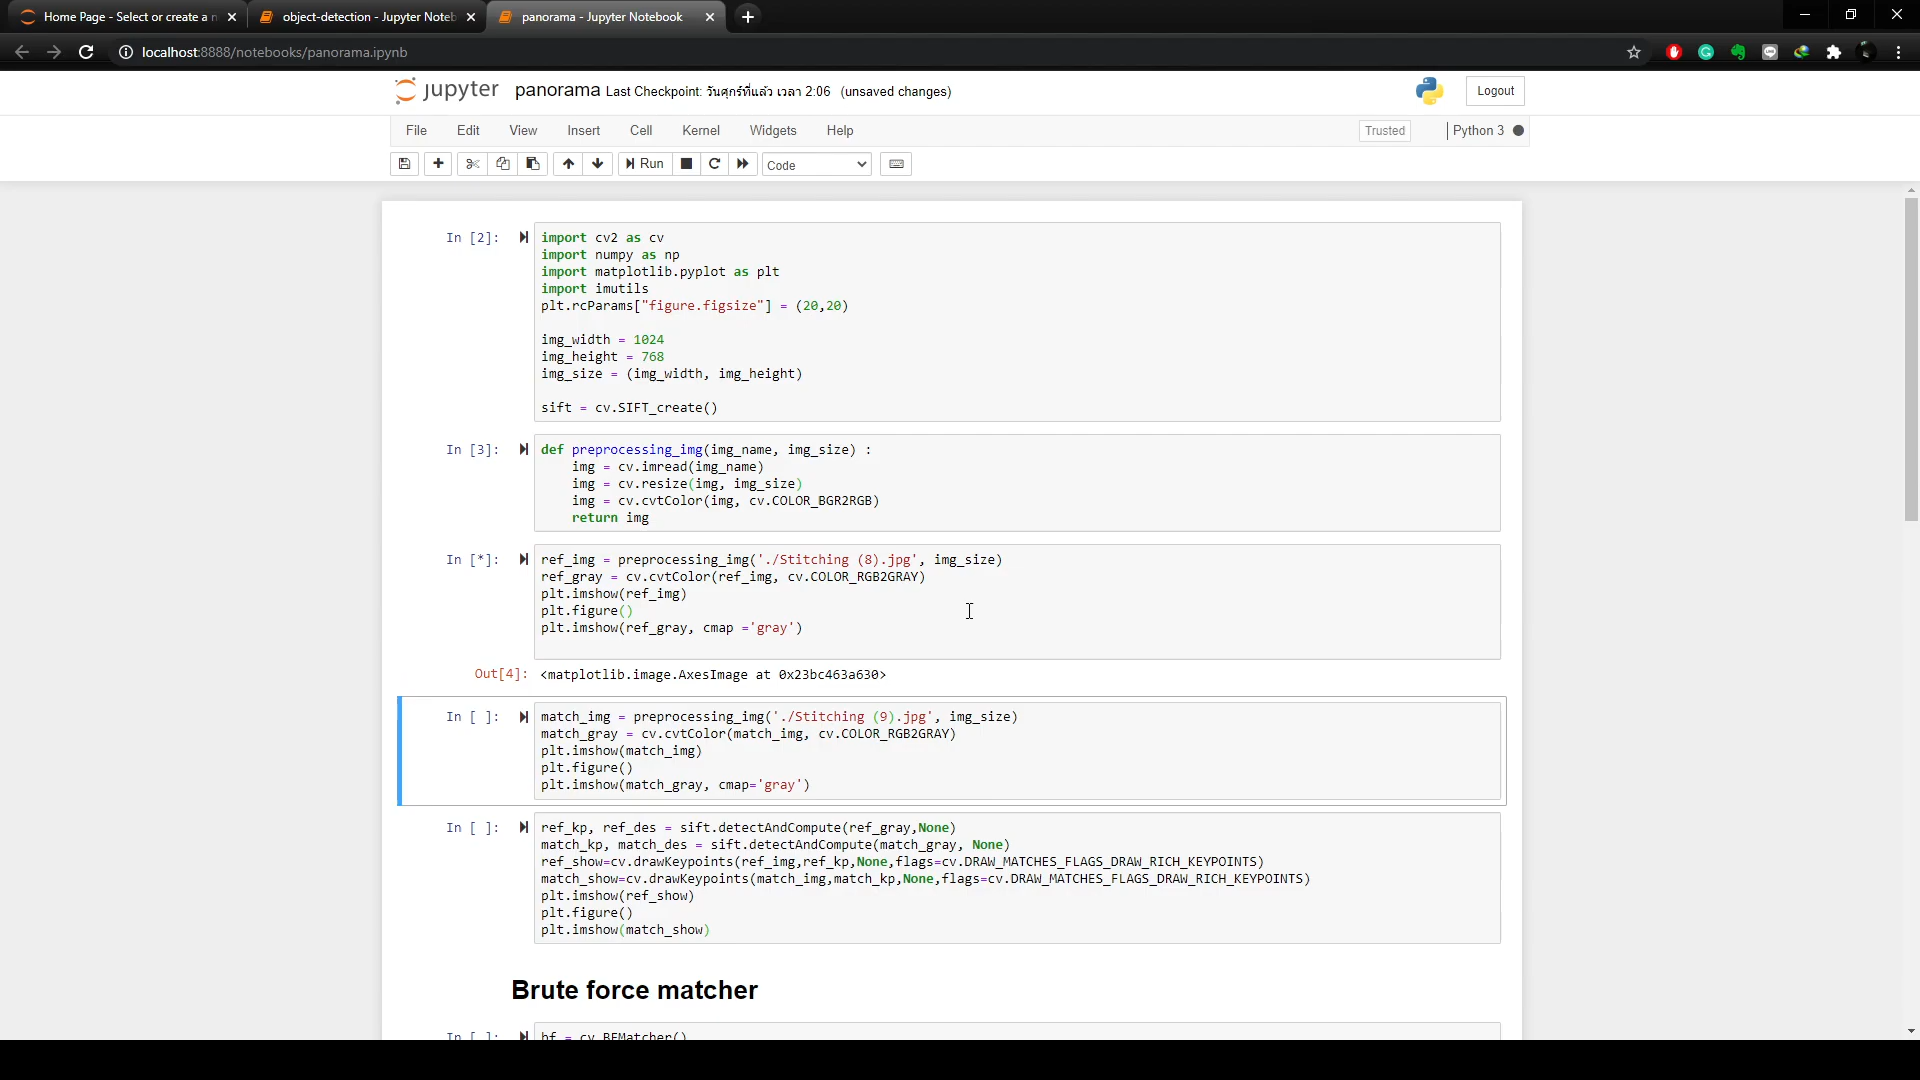 Home Page - Select or create a n
object-detection - Jupyter Noteb
panorama - Jupyter Notebook
localhost:8888/notebooks/panorama.ipynb
jupyter panorama Last Checkpoint: วันศุกร์ที่แล้ว เวลา 2:06 (unsaved changes)
Logout
File Edit View Insert Cell Kernel Widgets Help
Trusted
Python 3
Run
Code
In [2]:
import cv2 as cv
import numpy as np
import matplotlib.pyplot as plt
import imutils
plt.rcParams["figure.figsize"] = (20,20)
img_width = 1024
img_height = 768
img_size = (img_width, img_height)
sift = cv.SIFT_create()
In [3]:
def preprocessing_img(img_name, img_size) :
    img = cv.imread(img_name)
    img = cv.resize(img, img_size)
    img = cv.cvtColor(img, cv.COLOR_BGR2RGB)
    return img
In [*]:
ref_img = preprocessing_img('./Stitching (8).jpg', img_size)
ref_gray = cv.cvtColor(ref_img, cv.COLOR_RGB2GRAY)
plt.imshow(ref_img)
plt.figure()
plt.imshow(ref_gray, cmap ='gray')
Out[4]: <matplotlib.image.AxesImage at 0x23bc463a630>
In [ ]:
match_img = preprocessing_img('./Stitching (9).jpg', img_size)
match_gray = cv.cvtColor(match_img, cv.COLOR_RGB2GRAY)
plt.imshow(match_img)
plt.figure()
plt.imshow(match_gray, cmap='gray')
In [ ]:
ref_kp, ref_des = sift.detectAndCompute(ref_gray,None)
match_kp, match_des = sift.detectAndCompute(match_gray, None)
ref_show=cv.drawKeypoints(ref_img,ref_kp,None,flags=cv.DRAW_MATCHES_FLAGS_DRAW_RICH_KEYPOINTS)
match_show=cv.drawKeypoints(match_img,match_kp,None,flags=cv.DRAW_MATCHES_FLAGS_DRAW_RICH_KEYPOINTS)
plt.imshow(ref_show)
plt.figure()
plt.imshow(match_show)
Brute force matcher
In [ ]:
bf = cv.BFMatcher()